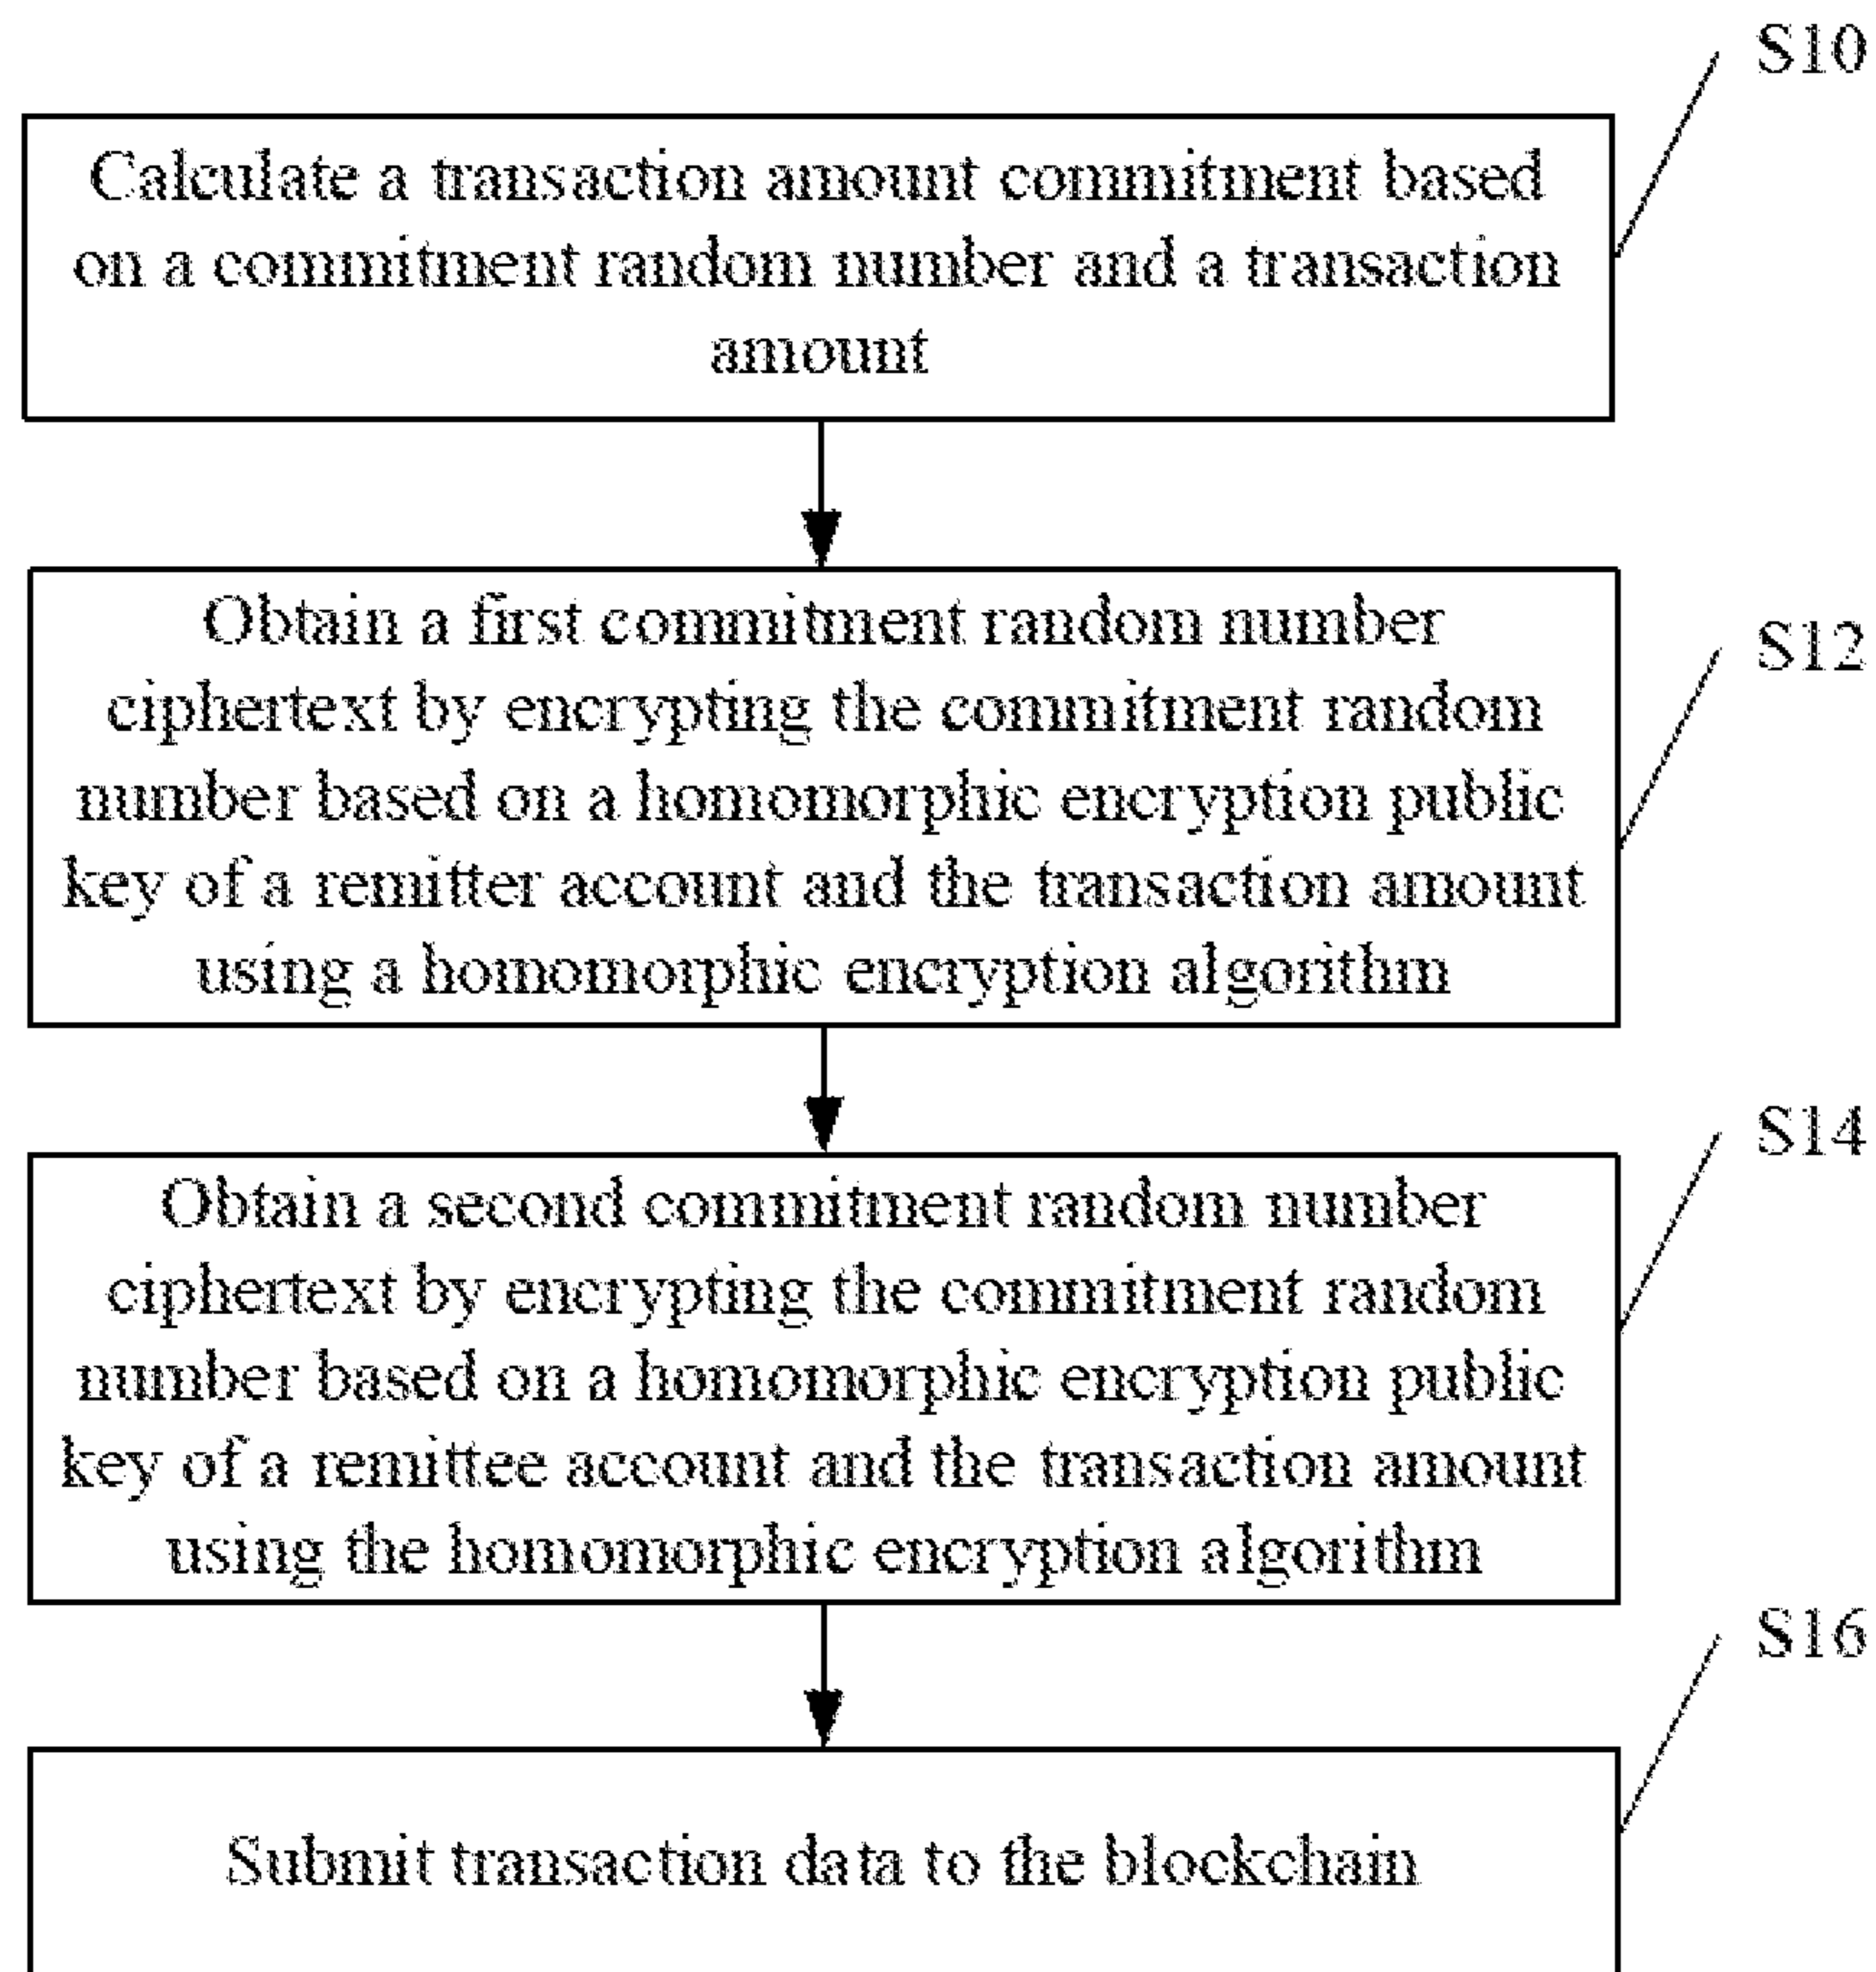 S10
Calculate a transaction amount commitment based
on a commitment random number and a transaction
amount
Obtain a first commitment random number
ciphertext by encrypting the commitment random
number based on a homomorphic encryption public
key of a remitter account and the transaction amount
using a homomorphic encryption algorithm
S12
Obtain a second commitment random number
ciphertext by encrypting the commitment random
number based on a homomorphic encryption public
key of a remittee account and the transaction amount
using the homomorphic encryption algorithm
S14
Submit transaction data to the blockchain
S16